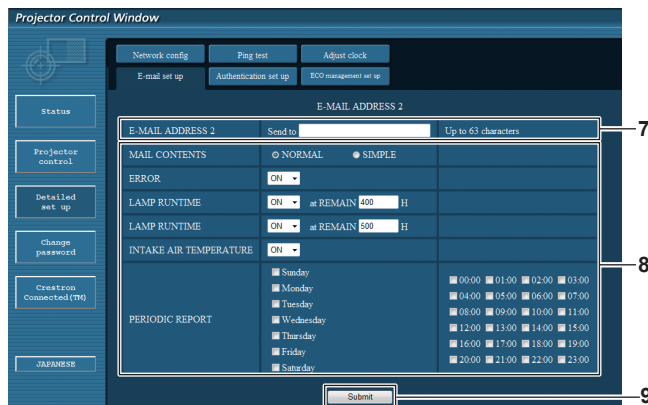 Projector Control Window
Network config Ping test Adjust clock
E-mail set up Authentication set up ECO management set up
Status
Projector control
Detailed set up
Change password
Crestron Connected(TM)
JAPANESE
E-MAIL ADDRESS 2
E-MAIL ADDRESS 2 Send to Up to 63 characters 7
MAIL CONTENTS NORMAL SIMPLE
ERROR ON
LAMP RUNTIME ON at REMAIN 400 H
LAMP RUNTIME ON at REMAIN 500 H
INTAKE AIR TEMPERATURE ON
8
PERIODIC REPORT
Sunday
Monday
Tuesday
Wednesday
Thursday
Friday
Saturday
00:00 01:00 02:00 03:00
04:00 05:00 06:00 07:00
08:00 09:00 10:00 11:00
12:00 13:00 14:00 15:00
16:00 17:00 18:00 19:00
20:00 21:00 22:00 23:00
Submit 9